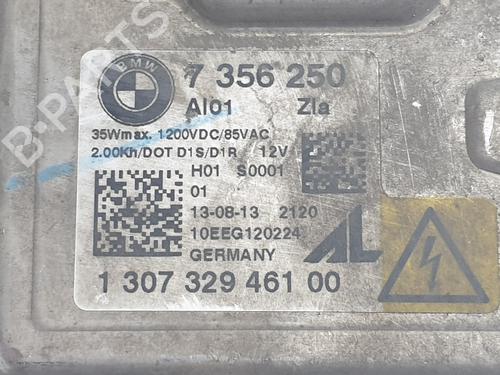 BMW
7 356 250
AI01 ZIa
35Wmax. 1200VDC/85VAC
2.00Kh/DOT D1S/D1R 12V
H01 S0001
01
13-08-13 2120
10EEG120224
GERMANY
AL
1 307 329 461 00
B-PARTS